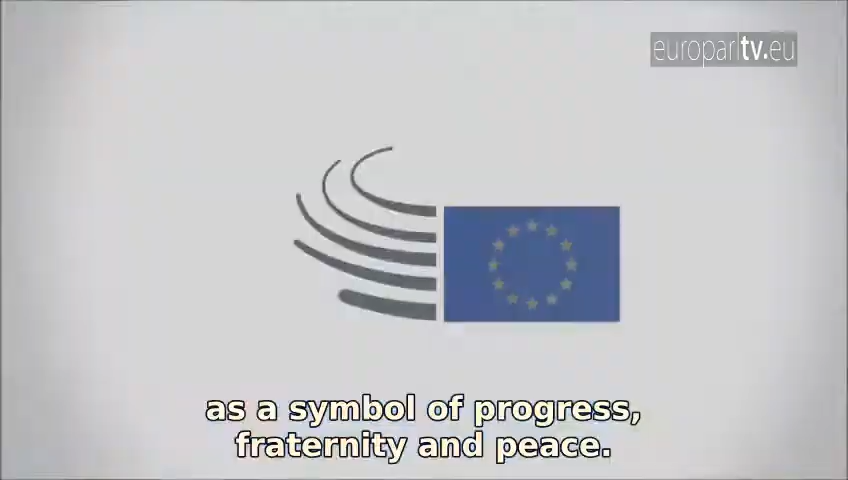 europarltv.eu
as a symbol of progress,
fraternity and peace.